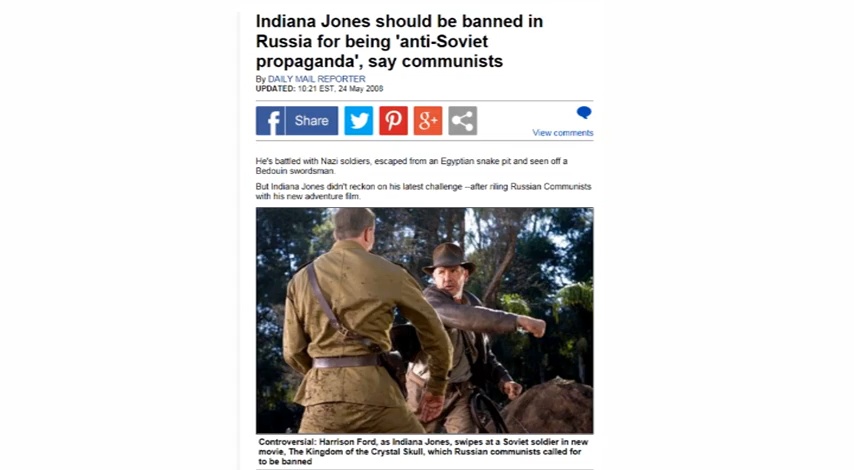 Indiana Jones should be banned in
Russia for being 'anti-Soviet
propaganda', say communists
By DAILY MAIL REPORTER
UPDATED: 10:21 EST, 24 May 2008
f Share
g+
View comments
He's battled with Nazi soldiers, escaped from an Egyptian snake pit and seen off a
Bedouin swordsman.
But Indiana Jones didn't reckon on his latest challenge --after riling Russian Communists
with his new adventure film.
Controversial: Harrison Ford, as Indiana Jones, swipes at a Soviet soldier in new
movie, The Kingdom of the Crystal Skull, which Russian communists called for
to be banned